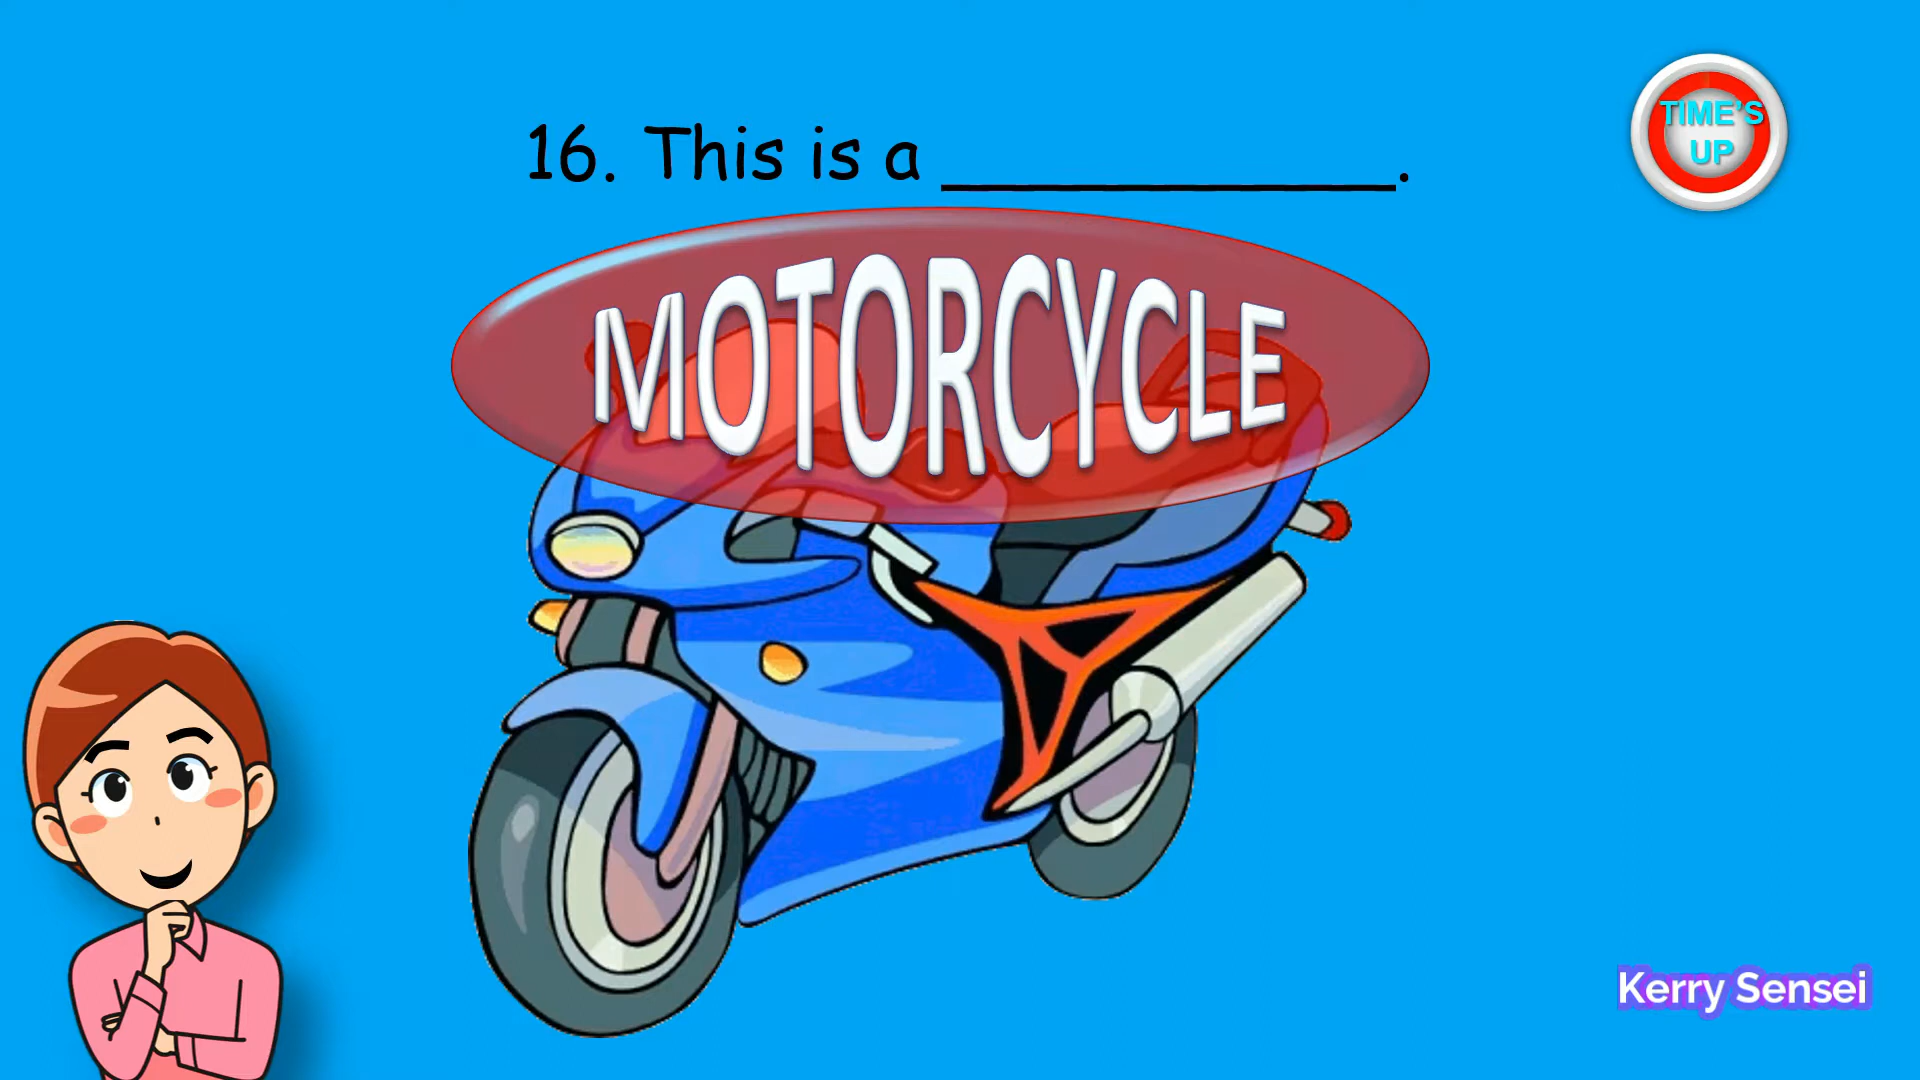 16. This is a __________.
TIME'S
UP
MOTORCYCLE
Kerry Sensei